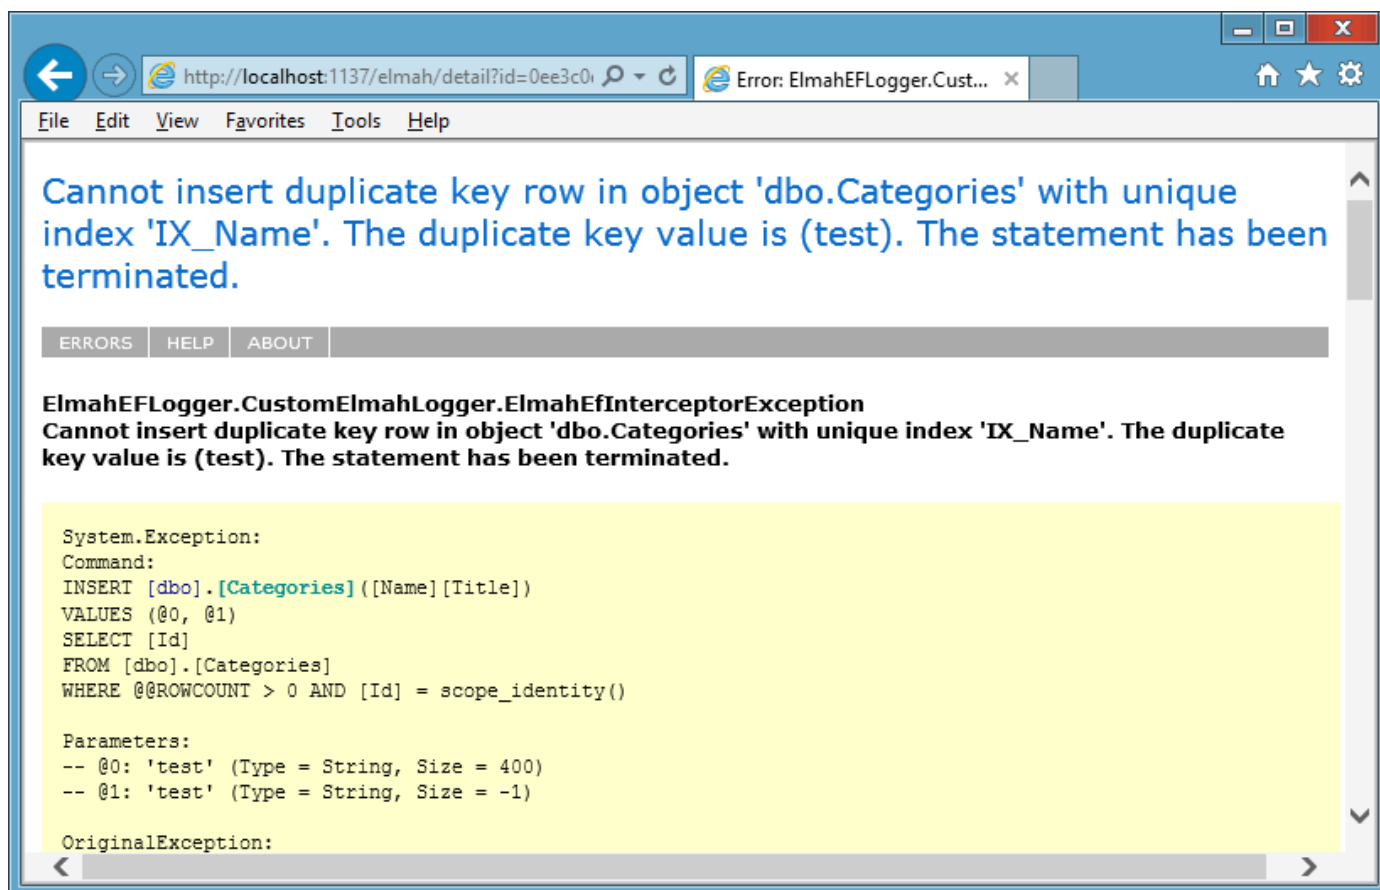 http://localhost:1137/elmah/detail?id=0ee3c0
Error: ElmahEFLogger.Cust...
File Edit View Favorites Tools Help
Cannot insert duplicate key row in object 'dbo.Categories' with unique
index 'IX_Name'. The duplicate key value is (test). The statement has been
terminated.
ERRORS HELP ABOUT
ElmahEFLogger.CustomElmahLogger.ElmahEfInterceptorException
Cannot insert duplicate key row in object 'dbo.Categories' with unique index 'IX_Name'. The duplicate
key value is (test). The statement has been terminated.
System.Exception:
Command:
INSERT [dbo].[Categories]([Name][Title])
VALUES (@0, @1)
SELECT [Id]
FROM [dbo].[Categories]
WHERE @@ROWCOUNT > 0 AND [Id] = scope_identity()
Parameters:
-- @0: 'test' (Type = String, Size = 400)
-- @1: 'test' (Type = String, Size = -1)
OriginalException: